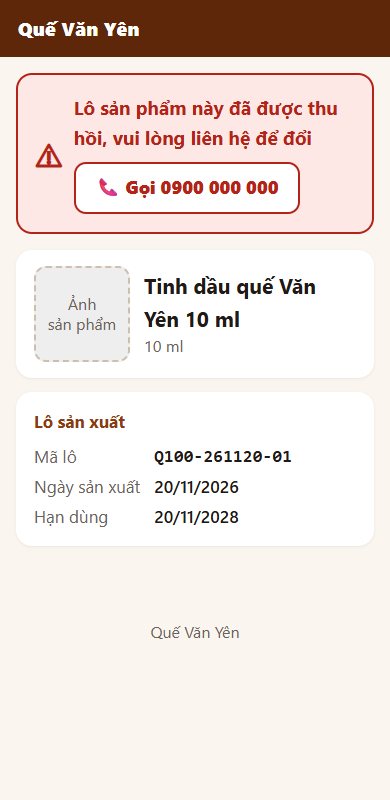 Quế Văn Yên
Lô sản phẩm này đã được thu
hồi, vui lòng liên hệ để đổi
Gọi 0900 000 000
Ảnh
sản phẩm
Tinh dầu quế Văn
Yên 10 ml
10 ml
Lô sản xuất
Mã lô Q100-261120-01
Ngày sản xuất 20/11/2026
Hạn dùng 20/11/2028
Quế Văn Yên